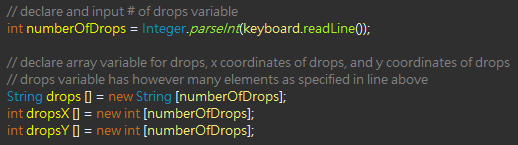 // declare and input # of drops variable
int numberOfDrops = Integer.parseInt(keyboard.readLine());
// declare array variable for drops, x coordinates of drops, and y coordinates of drops
// drops variable has however many elements as specified in line above
String drops [] = new String [numberOfDrops];
int dropsX [] = new int [numberOfDrops];
int dropsY [] = new int [numberOfDrops];